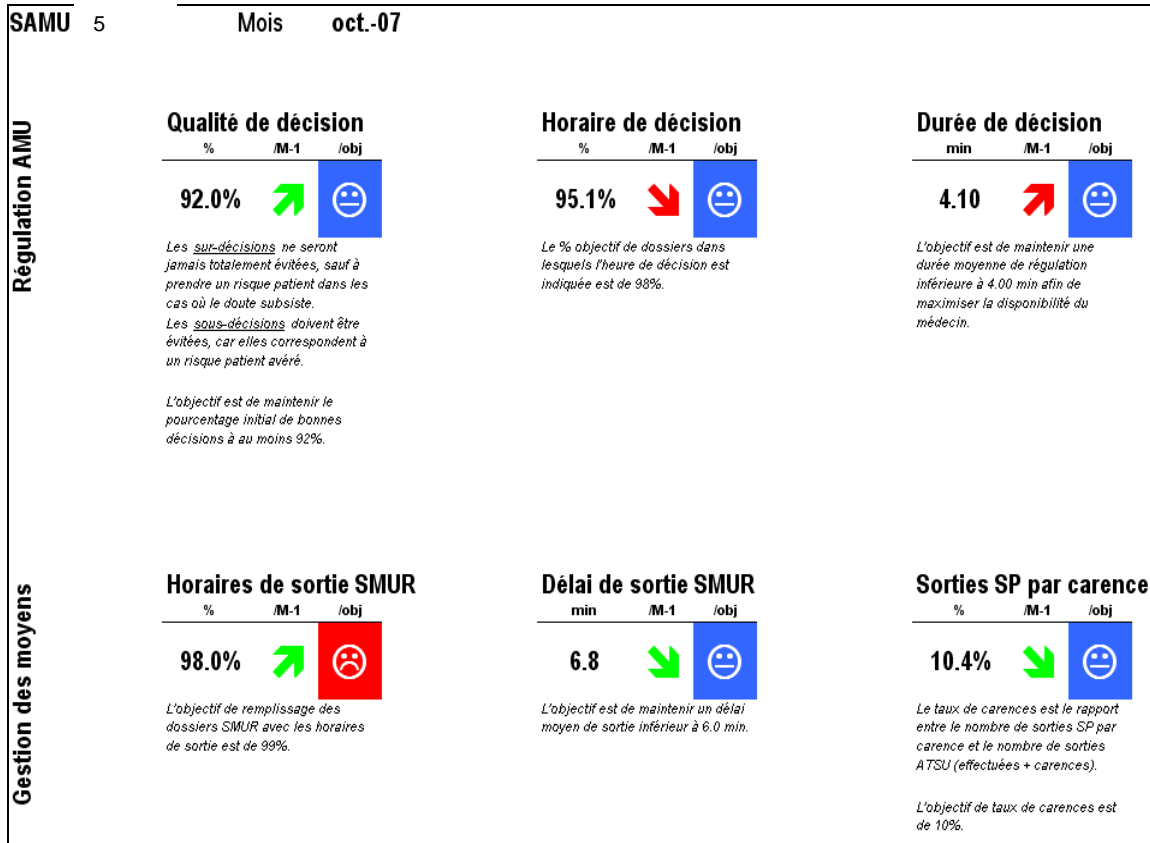 SAMU 5 Mois oct.-07
Régulation AMU
Qualité de décision
% /M-1 /obj
92.0%
Les sur-décisions ne seront
jamais totalement évitées, sauf à
prendre un risque patient dans les
cas où le doute subsiste.
Les sous-décisions doivent être
évitées, car elles correspondent à
un risque patient avéré.
L'objectif est de maintenir le
pourcentage initial de bonnes
décisions à au moins 92%.
Horaire de décision
% /M-1 /obj
95.1%
Le % objectif de dossiers dans
lesquels l'heure de décision est
indiquée est de 98%.
Durée de décision
min /M-1 /obj
4.10
L'objectif est de maintenir une
durée moyenne de régulation
inférieure à 4.00 min afin de
maximiser la disponibilité du
médecin.
Gestion des moyens
Horaires de sortie SMUR
% /M-1 /obj
98.0%
L'objectif de remplissage des
dossiers SMUR avec les horaires
de sortie est de 99%.
Délai de sortie SMUR
min /M-1 /obj
6.8
L'objectif est de maintenir un délai
moyen de sortie inférieur à 6.0 min.
Sorties SP par carence
% /M-1 /obj
10.4%
Le taux de carences est le rapport
entre le nombre de sorties SP par
carence et le nombre de sorties
ATSU (effectuées + carences).
L'objectif de taux de carences est
de 10%.